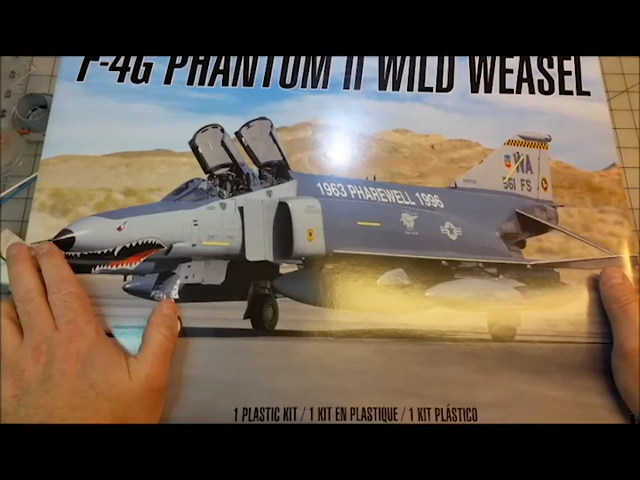 F-4G PHANTOM II WILD WEASEL
1963 PHAREWELL 1996
WA
561 FS
1 PLASTIC KIT / 1 KIT EN PLASTIQUE / 1 KIT PLÁSTICO